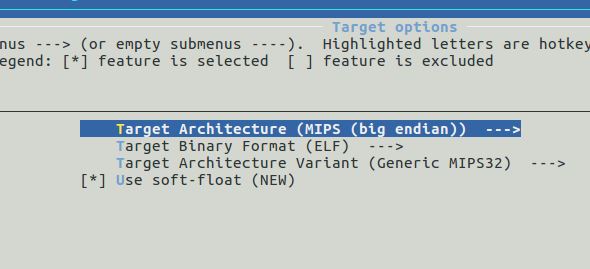 Target options
nus ---> (or empty submenus ----).  Highlighted letters are hotkey
egend: [*] feature is selected  [ ] feature is excluded
Target Architecture (MIPS (big endian))  --->
Target Binary Format (ELF)  --->
Target Architecture Variant (Generic MIPS32)  --->
[*] Use soft-float (NEW)